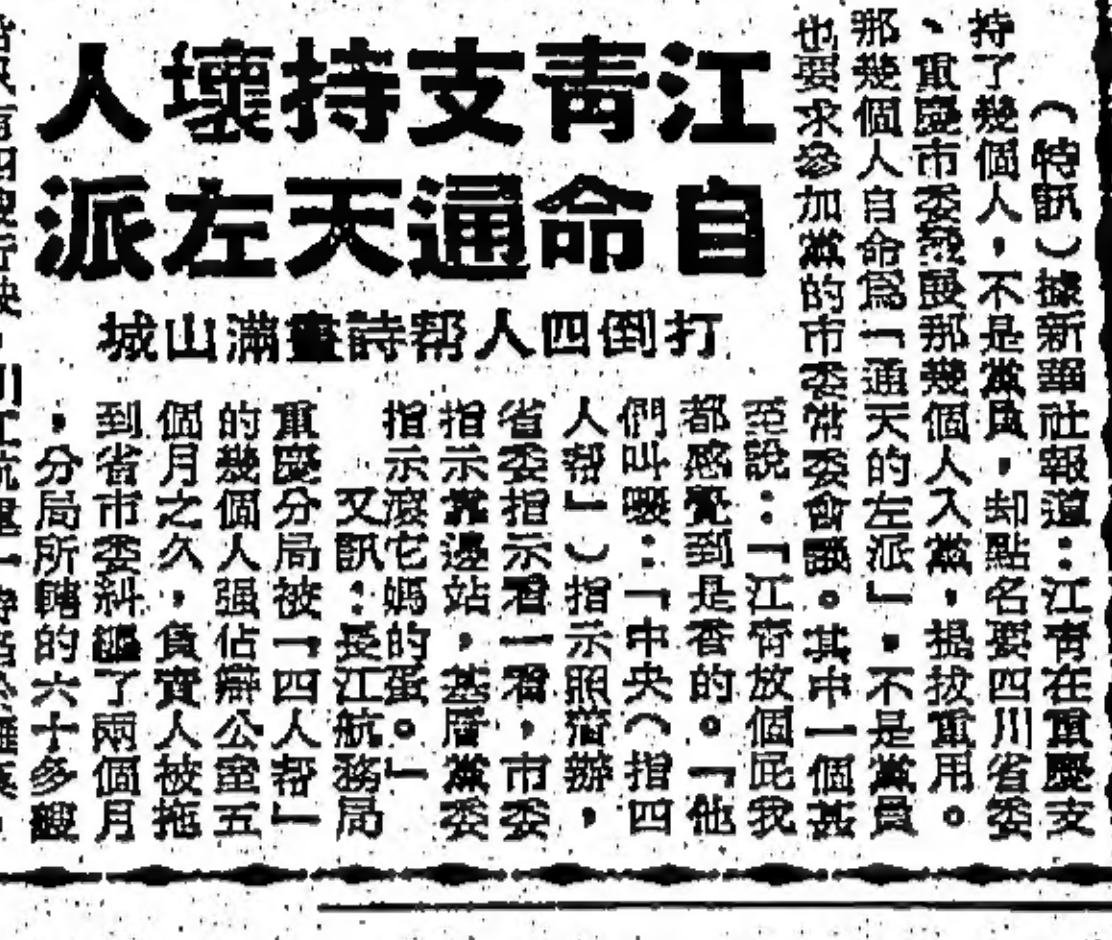 江青支持壞人
自命通天左派
打倒四人帮詩畫滿山城
（特訊）據新華社報道：江青在重慶支
持了幾個人，不是黨員，却點名要四川省委
、重慶市委發展那幾個人入黨，提拔重用。
那幾個人自命爲「通天的左派」，不是黨員
也要求參加黨的市委常委會議。其中一個甚
至說：「江青放個屁我
都感覺到是香的。「他
們叫嚷：「中央（指四
人帮」）指示照辦，
省委指示看一看，市委
指示靠邊站，基層黨委
指示滾它媽的蛋。」
又訊：長江航務局
重慶分局被「四人帮」
的幾個人强佔辦公室五
個月之久，負責人被拖
到省市委糾纏了兩個月
，分局所轄的六十多艘